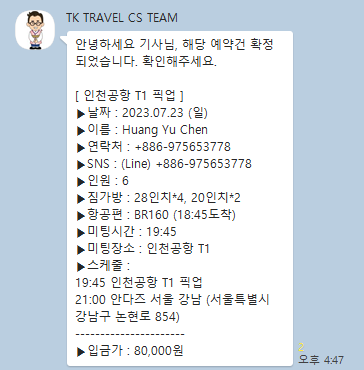 TK TRAVEL CS TEAM
안녕하세요 기사님, 해당 예약건 확정
되었습니다. 확인해주세요.
[ 인천공항 T1 픽업 ]
▶날짜 : 2023.07.23 (일)
▶이름 : Huang Yu Chen
▶연락처 : +886-975653778
▶SNS : (Line) +886-975653778
▶인원 : 6
▶짐가방 : 28인치*4, 20인치*2
▶항공편 : BR160 (18:45도착)
▶미팅시간 : 19:45
▶미팅장소 : 인천공항 T1
▶스케줄 :
19:45 인천공항 T1 픽업
21:00 안다즈 서울 강남 (서울특별시
강남구 논현로 854)
----------------------
▶입금가 : 80,000원
2
오후 4:47